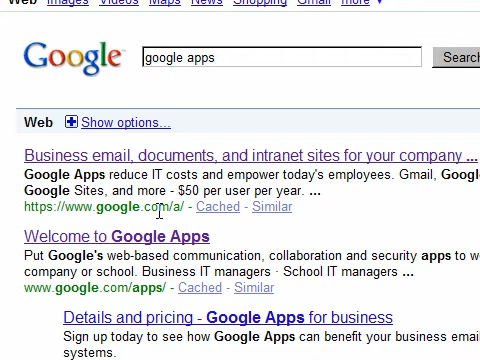 Web Images Videos Maps News Shopping Gmail more ▼
Google google apps Search
Web Show options...
Business email, documents, and intranet sites for your company ...
Google Apps reduce IT costs and empower today's employees. Gmail, Googl
Google Sites, and more - $50 per user per year. ...
https://www.google.com/a/ - Cached - Similar
Welcome to Google Apps
Put Google's web-based communication, collaboration and security apps to w
company or school. Business IT managers · School IT managers ...
www.google.com/apps/ - Cached - Similar
Details and pricing - Google Apps for business
Sign up today to see how Google Apps can benefit your business email
systems.